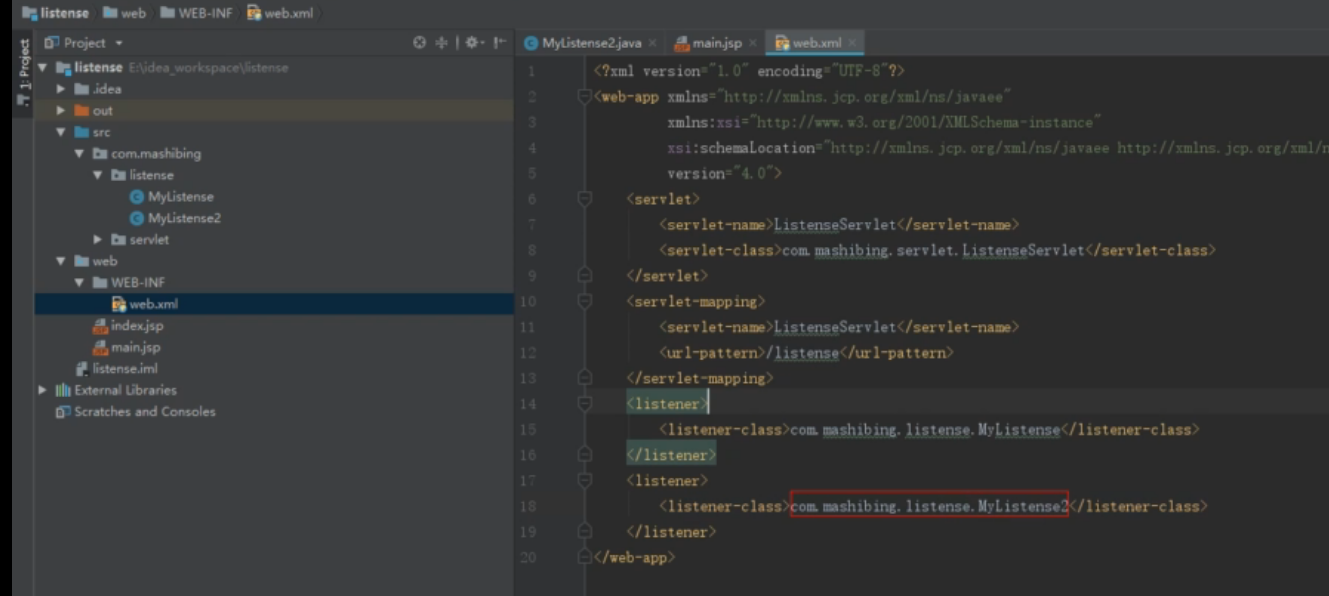 listense web WEB-INF web.xml
1: Project
Project
listense E:\idea_workspace\listense
.idea
out
src
com.mashibing
listense
MyListense
MyListense2
servlet
web
WEB-INF
web.xml
index.jsp
main.jsp
listense.iml
External Libraries
Scratches and Consoles
MyListense2.java main.jsp web.xml
1 <?xml version="1.0" encoding="UTF-8"?>
2 <web-app xmlns="http://xmlns.jcp.org/xml/ns/javaee"
3 xmlns:xsi="http://www.w3.org/2001/XMLSchema-instance"
4 xsi:schemaLocation="http://xmlns.jcp.org/xml/ns/javaee http://xmlns.jcp.org/xml/n
5 version="4.0">
6 <servlet>
7 <servlet-name>ListenseServlet</servlet-name>
8 <servlet-class>com.mashibing.servlet.ListenseServlet</servlet-class>
9 </servlet>
10 <servlet-mapping>
11 <servlet-name>ListenseServlet</servlet-name>
12 <url-pattern>/listense</url-pattern>
13 </servlet-mapping>
14 <listener>
15 <listener-class>com.mashibing.listense.MyListense</listener-class>
16 </listener>
17 <listener>
18 <listener-class>com.mashibing.listense.MyListense2</listener-class>
19 </listener>
20 </web-app>